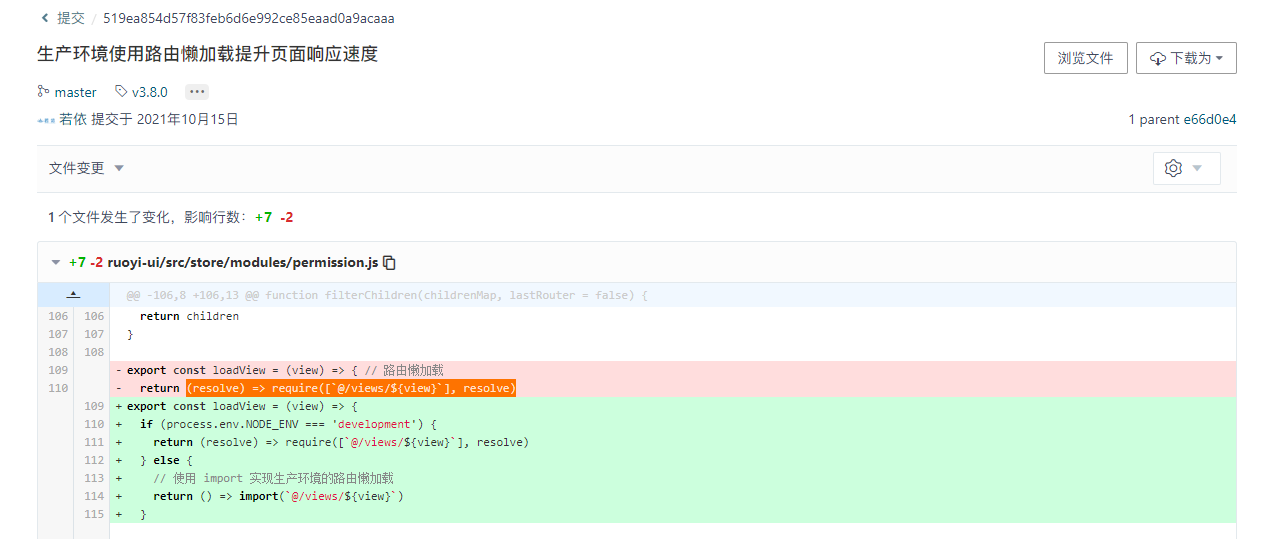 提交 / 519ea854d57f83feb6d6e992ce85eaad0a9acaaa
生产环境使用路由懒加载提升页面响应速度
浏览文件
下载为
master v3.8.0 •••
若依 提交于 2021年10月15日
1 parent e66d0e4
文件变更
1 个文件发生了变化，影响行数： +7 -2
+7 -2 ruoyi-ui/src/store/modules/permission.js
@@ -106,8 +106,13 @@ function filterChildren(childrenMap, lastRouter = false) {
106 106 return children
107 107 }
108 108
109 - export const loadView = (view) => { // 路由懒加载
110 - return (resolve) => require([`@/views/${view}`], resolve)
109 + export const loadView = (view) => {
110 + if (process.env.NODE_ENV === 'development') {
111 + return (resolve) => require([`@/views/${view}`], resolve)
112 + } else {
113 + // 使用 import 实现生产环境的路由懒加载
114 + return () => import(`@/views/${view}`)
115 + }